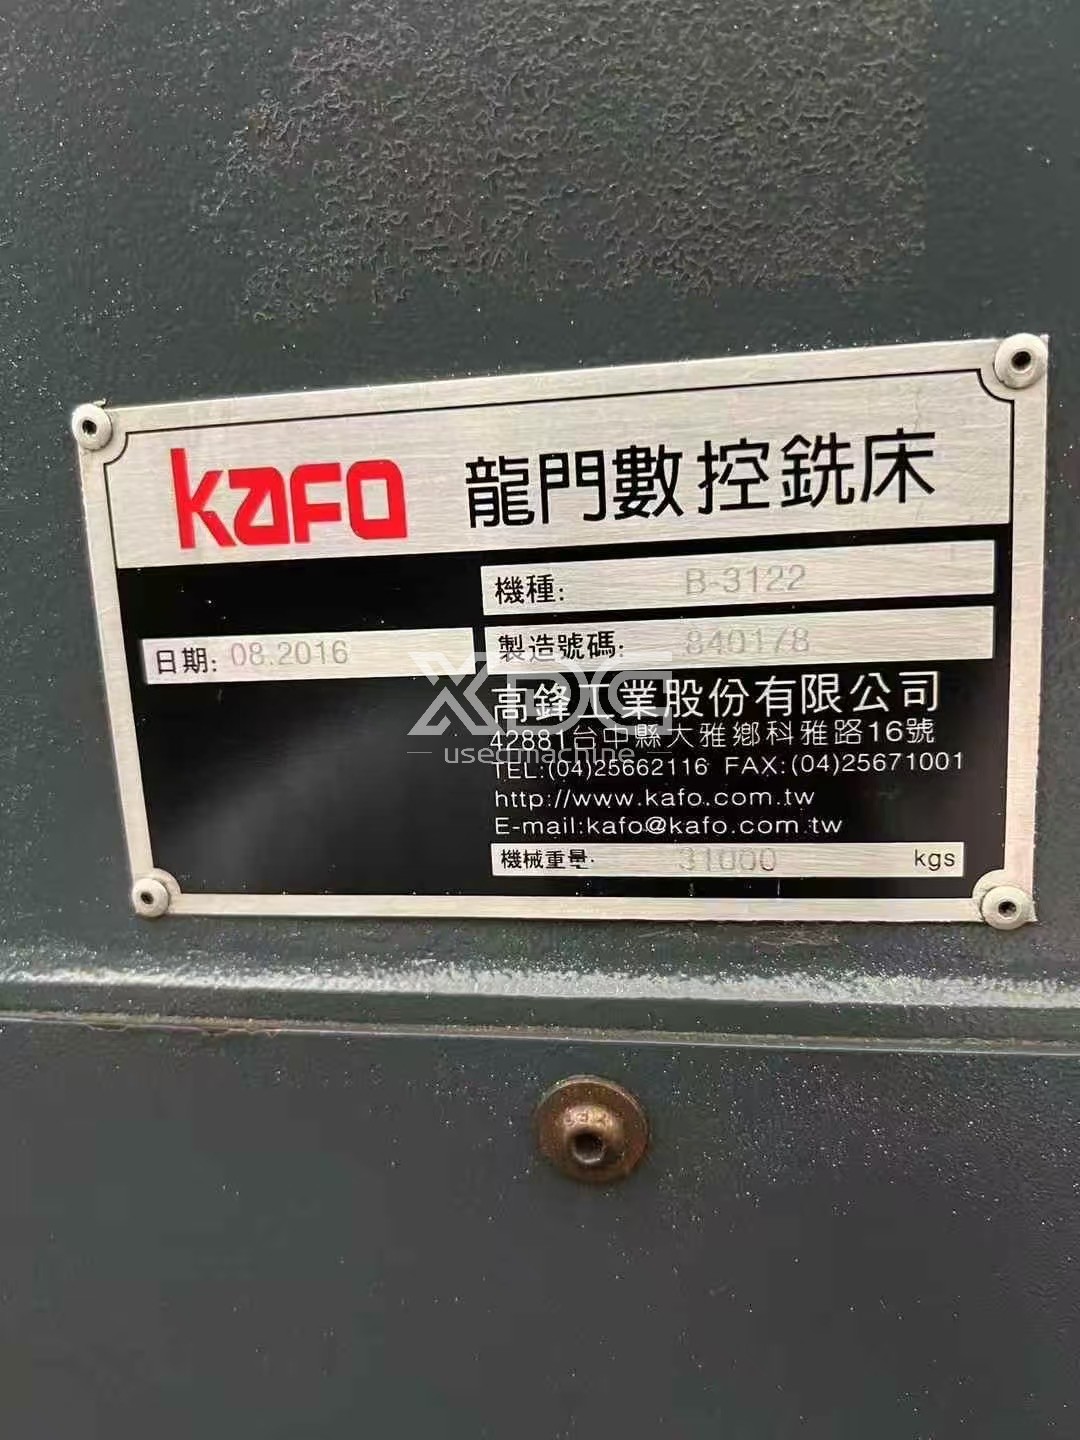 KAFO 龍門數控銑床
機種: B-3122
日期: 08.2016
製造號碼: 840178
XDG
usedmachine
高鋒工業股份有限公司
42881台中縣大雅鄉科雅路16號
TEL:(04)25662116 FAX:(04)25671001
http://www.kafo.com.tw
E-mail:kafo@kafo.com.tw
機械重量: 31000 kgs